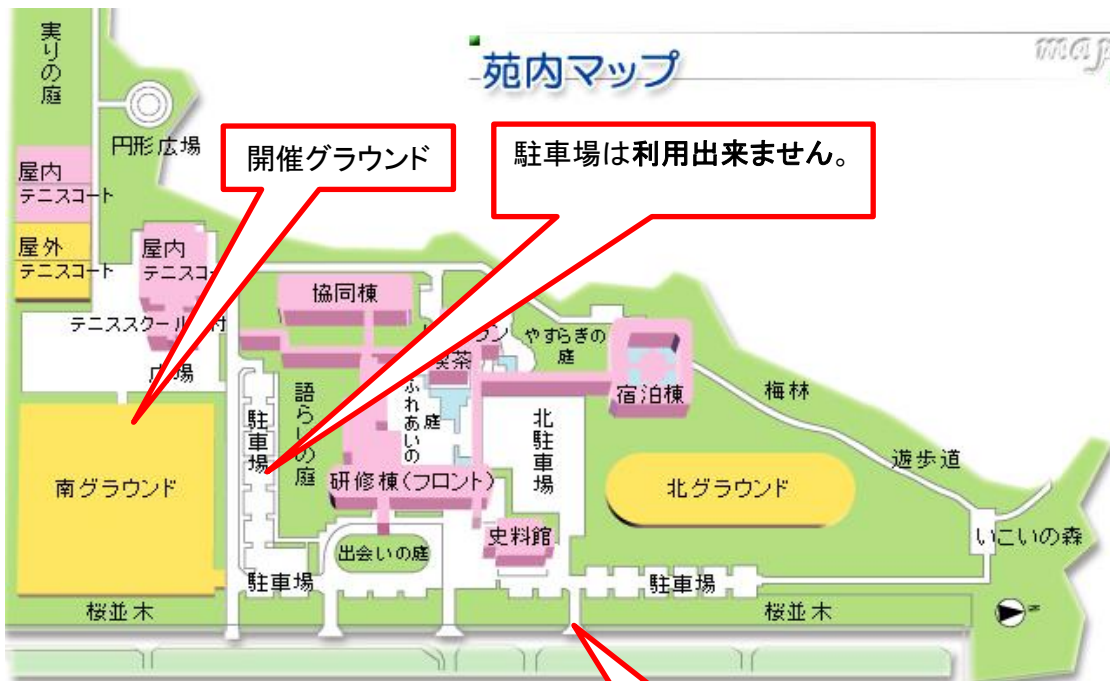 実りの庭
苑内マップ
map
円形広場
開催グラウンド
駐車場は利用出来ません。
屋内
テニスコート
屋外
テニスコート
屋内
テニスコー
テニススクール
付
広場
協同棟
ン
喫茶
やすらぎの
庭
宿泊棟
梅林
遊歩道
語らいの庭
駐車場
ふれあいの
庭
北駐車場
研修棟(フロント)
南グラウンド
北グラウンド
史料館
いこいの森
出会いの庭
駐車場
駐車場
桜並木
桜並木